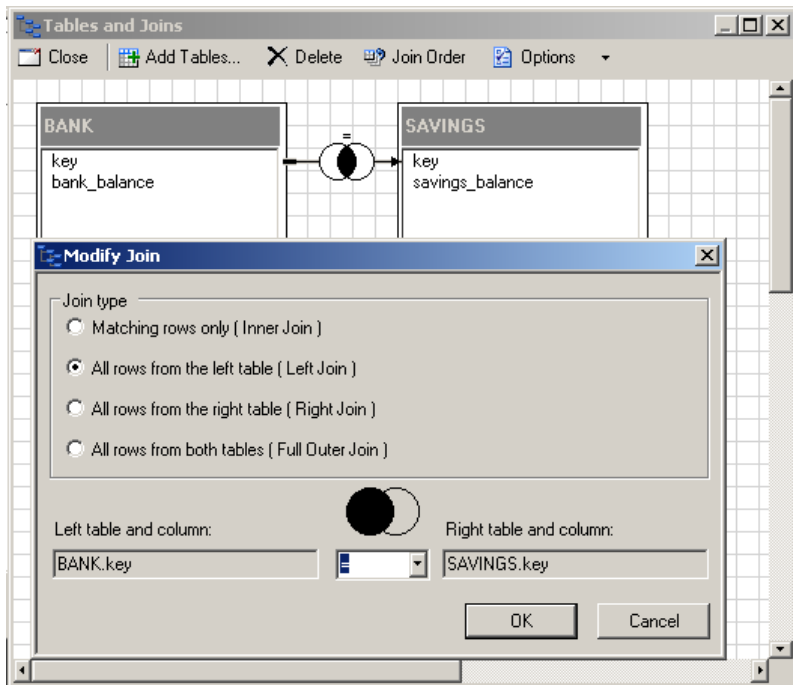 Tables and Joins
Close Add Tables... Delete Join Order Options
BANK
key
bank_balance
=
SAVINGS
key
savings_balance
Modify Join
Join type
Matching rows only ( Inner Join )
All rows from the left table ( Left Join )
All rows from the right table ( Right Join )
All rows from both tables ( Full Outer Join )
Left table and column:
Right table and column:
BANK.key
=
SAVINGS.key
OK
Cancel